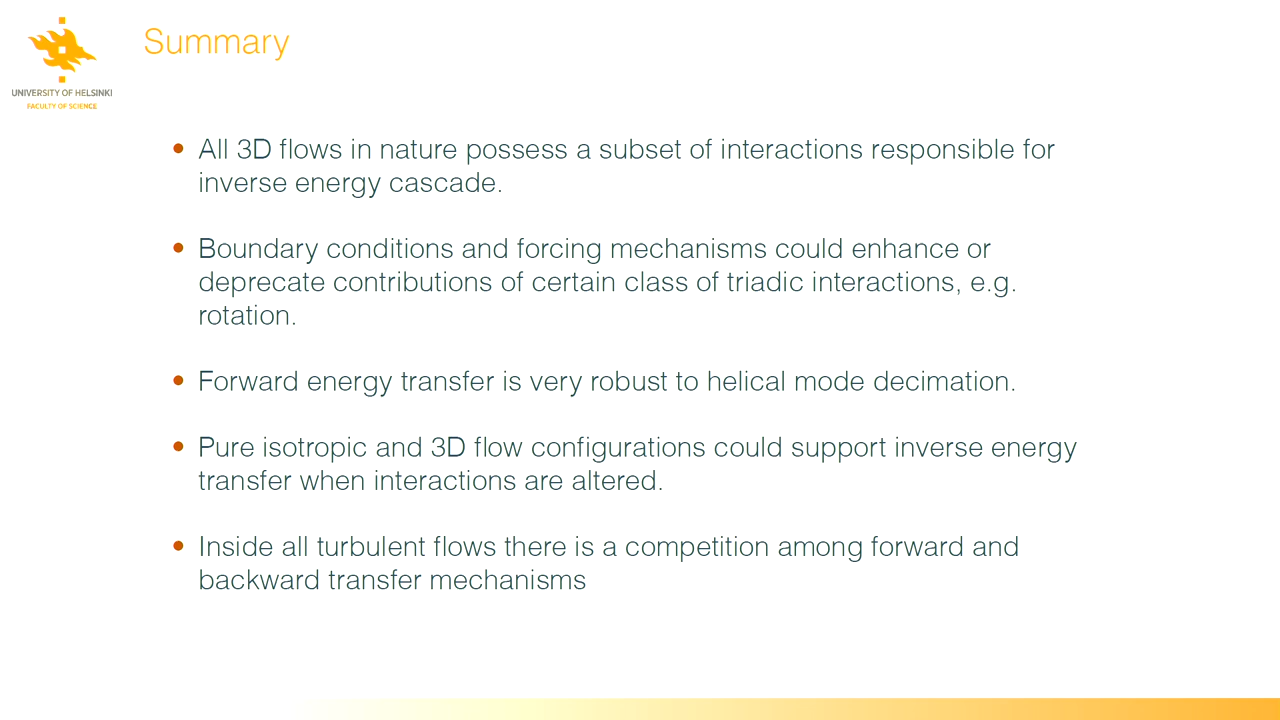 UNIVERSITY OF HELSINKI
FACULTY OF SCIENCE
Summary
• All 3D flows in nature possess a subset of interactions responsible for
inverse energy cascade.
• Boundary conditions and forcing mechanisms could enhance or
deprecate contributions of certain class of triadic interactions, e.g.
rotation.
• Forward energy transfer is very robust to helical mode decimation.
• Pure isotropic and 3D flow configurations could support inverse energy
transfer when interactions are altered.
• Inside all turbulent flows there is a competition among forward and
backward transfer mechanisms